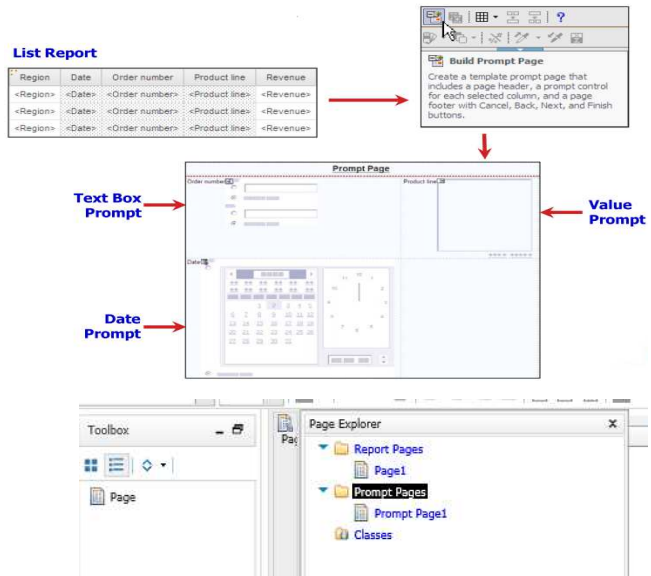 List Report
Region Date Order number Product line Revenue
<Region> <Date> <Order number> <Product line> <Revenue>
<Region> <Date> <Order number> <Product line> <Revenue>
<Region> <Date> <Order number> <Product line> <Revenue>
Build Prompt Page
Create a template prompt page that
includes a page header, a prompt control
for each selected column, and a page
footer with Cancel, Back, Next, and Finish
buttons.
Prompt Page
Order number
Product line
Text Box
Prompt
Value
Prompt
Date
Date
Prompt
Toolbox
Page
Pag
Page Explorer
Report Pages
Page1
Prompt Pages
Prompt Page1
Classes